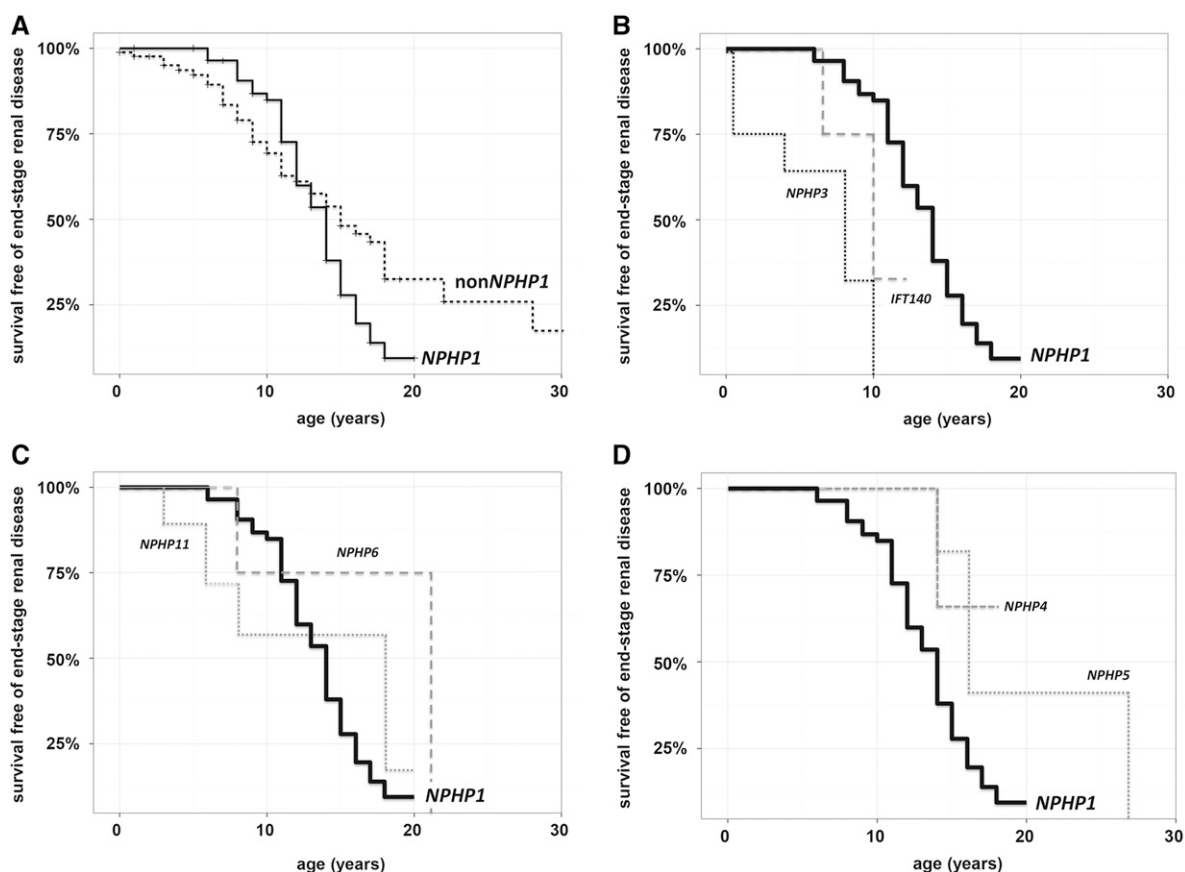 A
survival free of end-stage renal disease
100%
75%
50%
25%
nonNPHP1
NPHP1
0 10 20 30
age (years)
B
survival free of end-stage renal disease
100%
75%
50%
25%
NPHP3
IFT140
NPHP1
0 10 20 30
age (years)
C
survival free of end-stage renal disease
100%
75%
50%
25%
NPHP11
NPHP6
NPHP1
0 10 20 30
age (years)
D
survival free of end-stage renal disease
100%
75%
50%
25%
NPHP4
NPHP5
NPHP1
0 10 20 30
age (years)